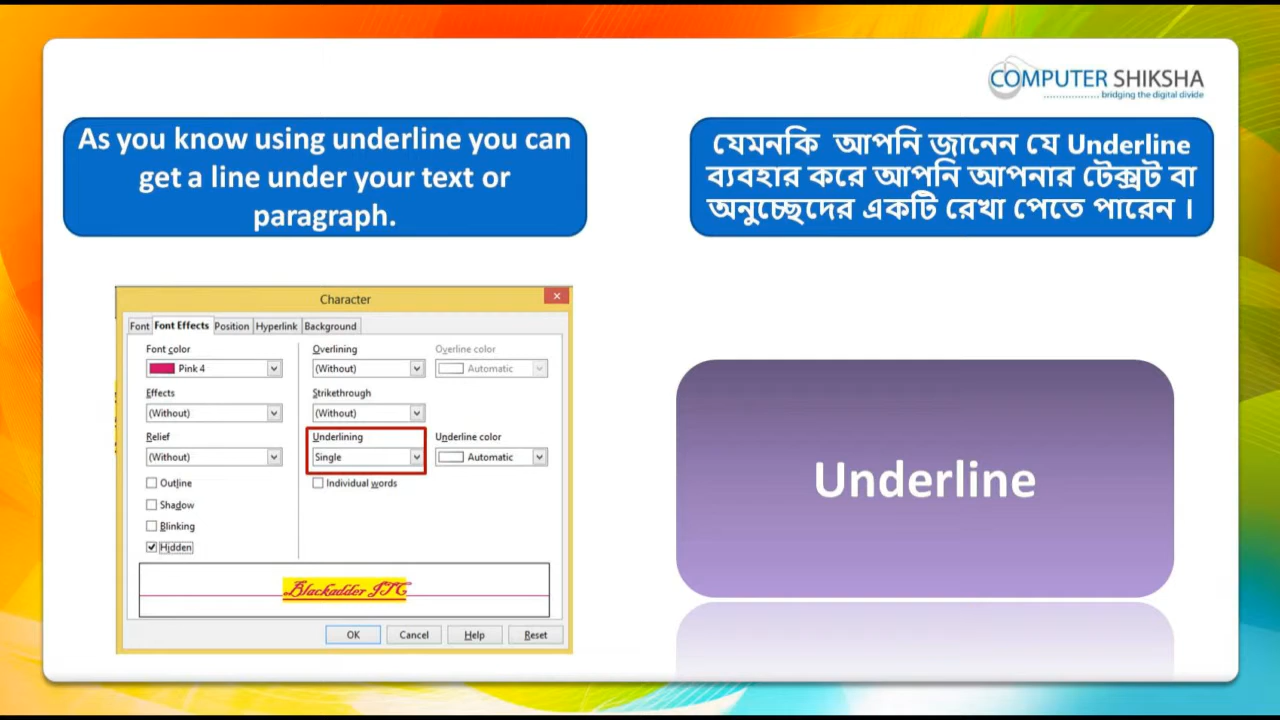 COMPUTER SHIKSHA
bridging the digital divide
As you know using underline you can
get a line under your text or
paragraph.
যেমনকি আপনি জানেন যে Underline
ব্যবহার করে আপনি আপনার টেক্সট বা
অনুচ্ছেদের একটি রেখা পেতে পারেন ।
Character
Font Font Effects Position Hyperlink Background
Font color Overlining Overline color
Pink 4 (Without) Automatic
Effects Strikethrough
(Without) (Without)
Relief Underlining Underline color
(Without) Single Automatic
Outline Individual words
Shadow
Blinking
Hidden
Blackadder ITC
OK Cancel Help Reset
Underline